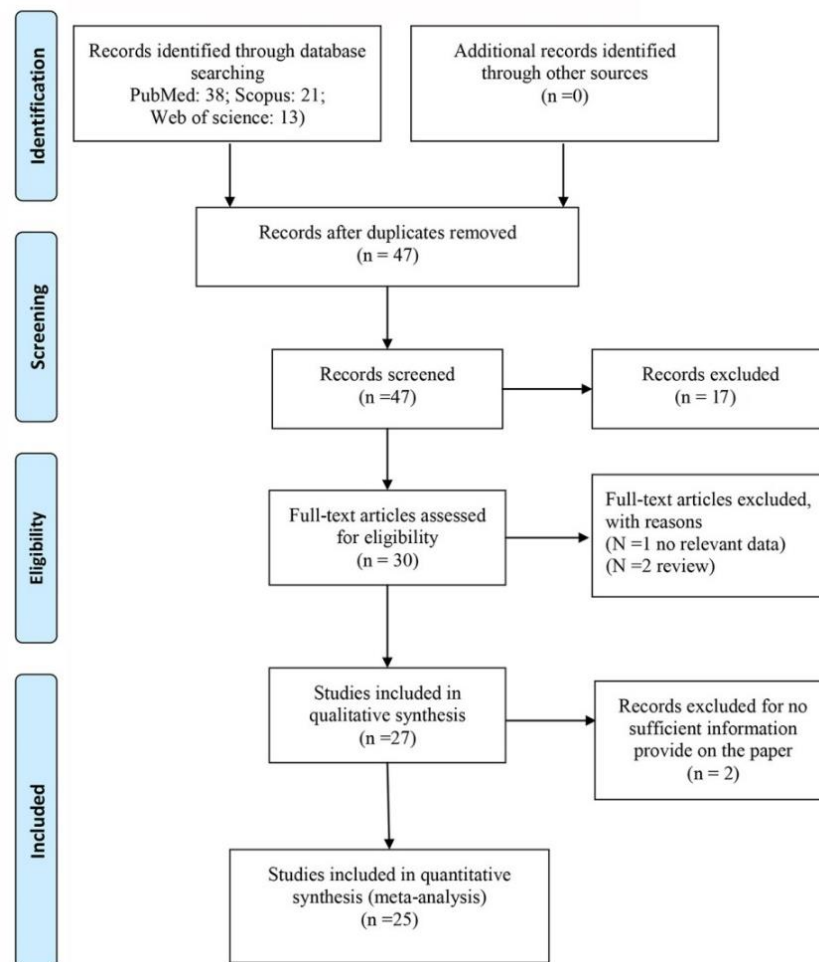 Identification
Records identified through database
searching
PubMed: 38; Scopus: 21;
Web of science: 13)
Additional records identified
through other sources
(n =0)
Records after duplicates removed
(n = 47)
Screening
Records screened
(n =47)
Records excluded
(n = 17)
Eligibility
Full-text articles assessed
for eligibility
(n = 30)
Full-text articles excluded,
with reasons
(N =1 no relevant data)
(N =2 review)
Included
Studies included in
qualitative synthesis
(n =27)
Records excluded for no
sufficient information
provide on the paper
(n = 2)
Studies included in quantitative
synthesis (meta-analysis)
(n =25)